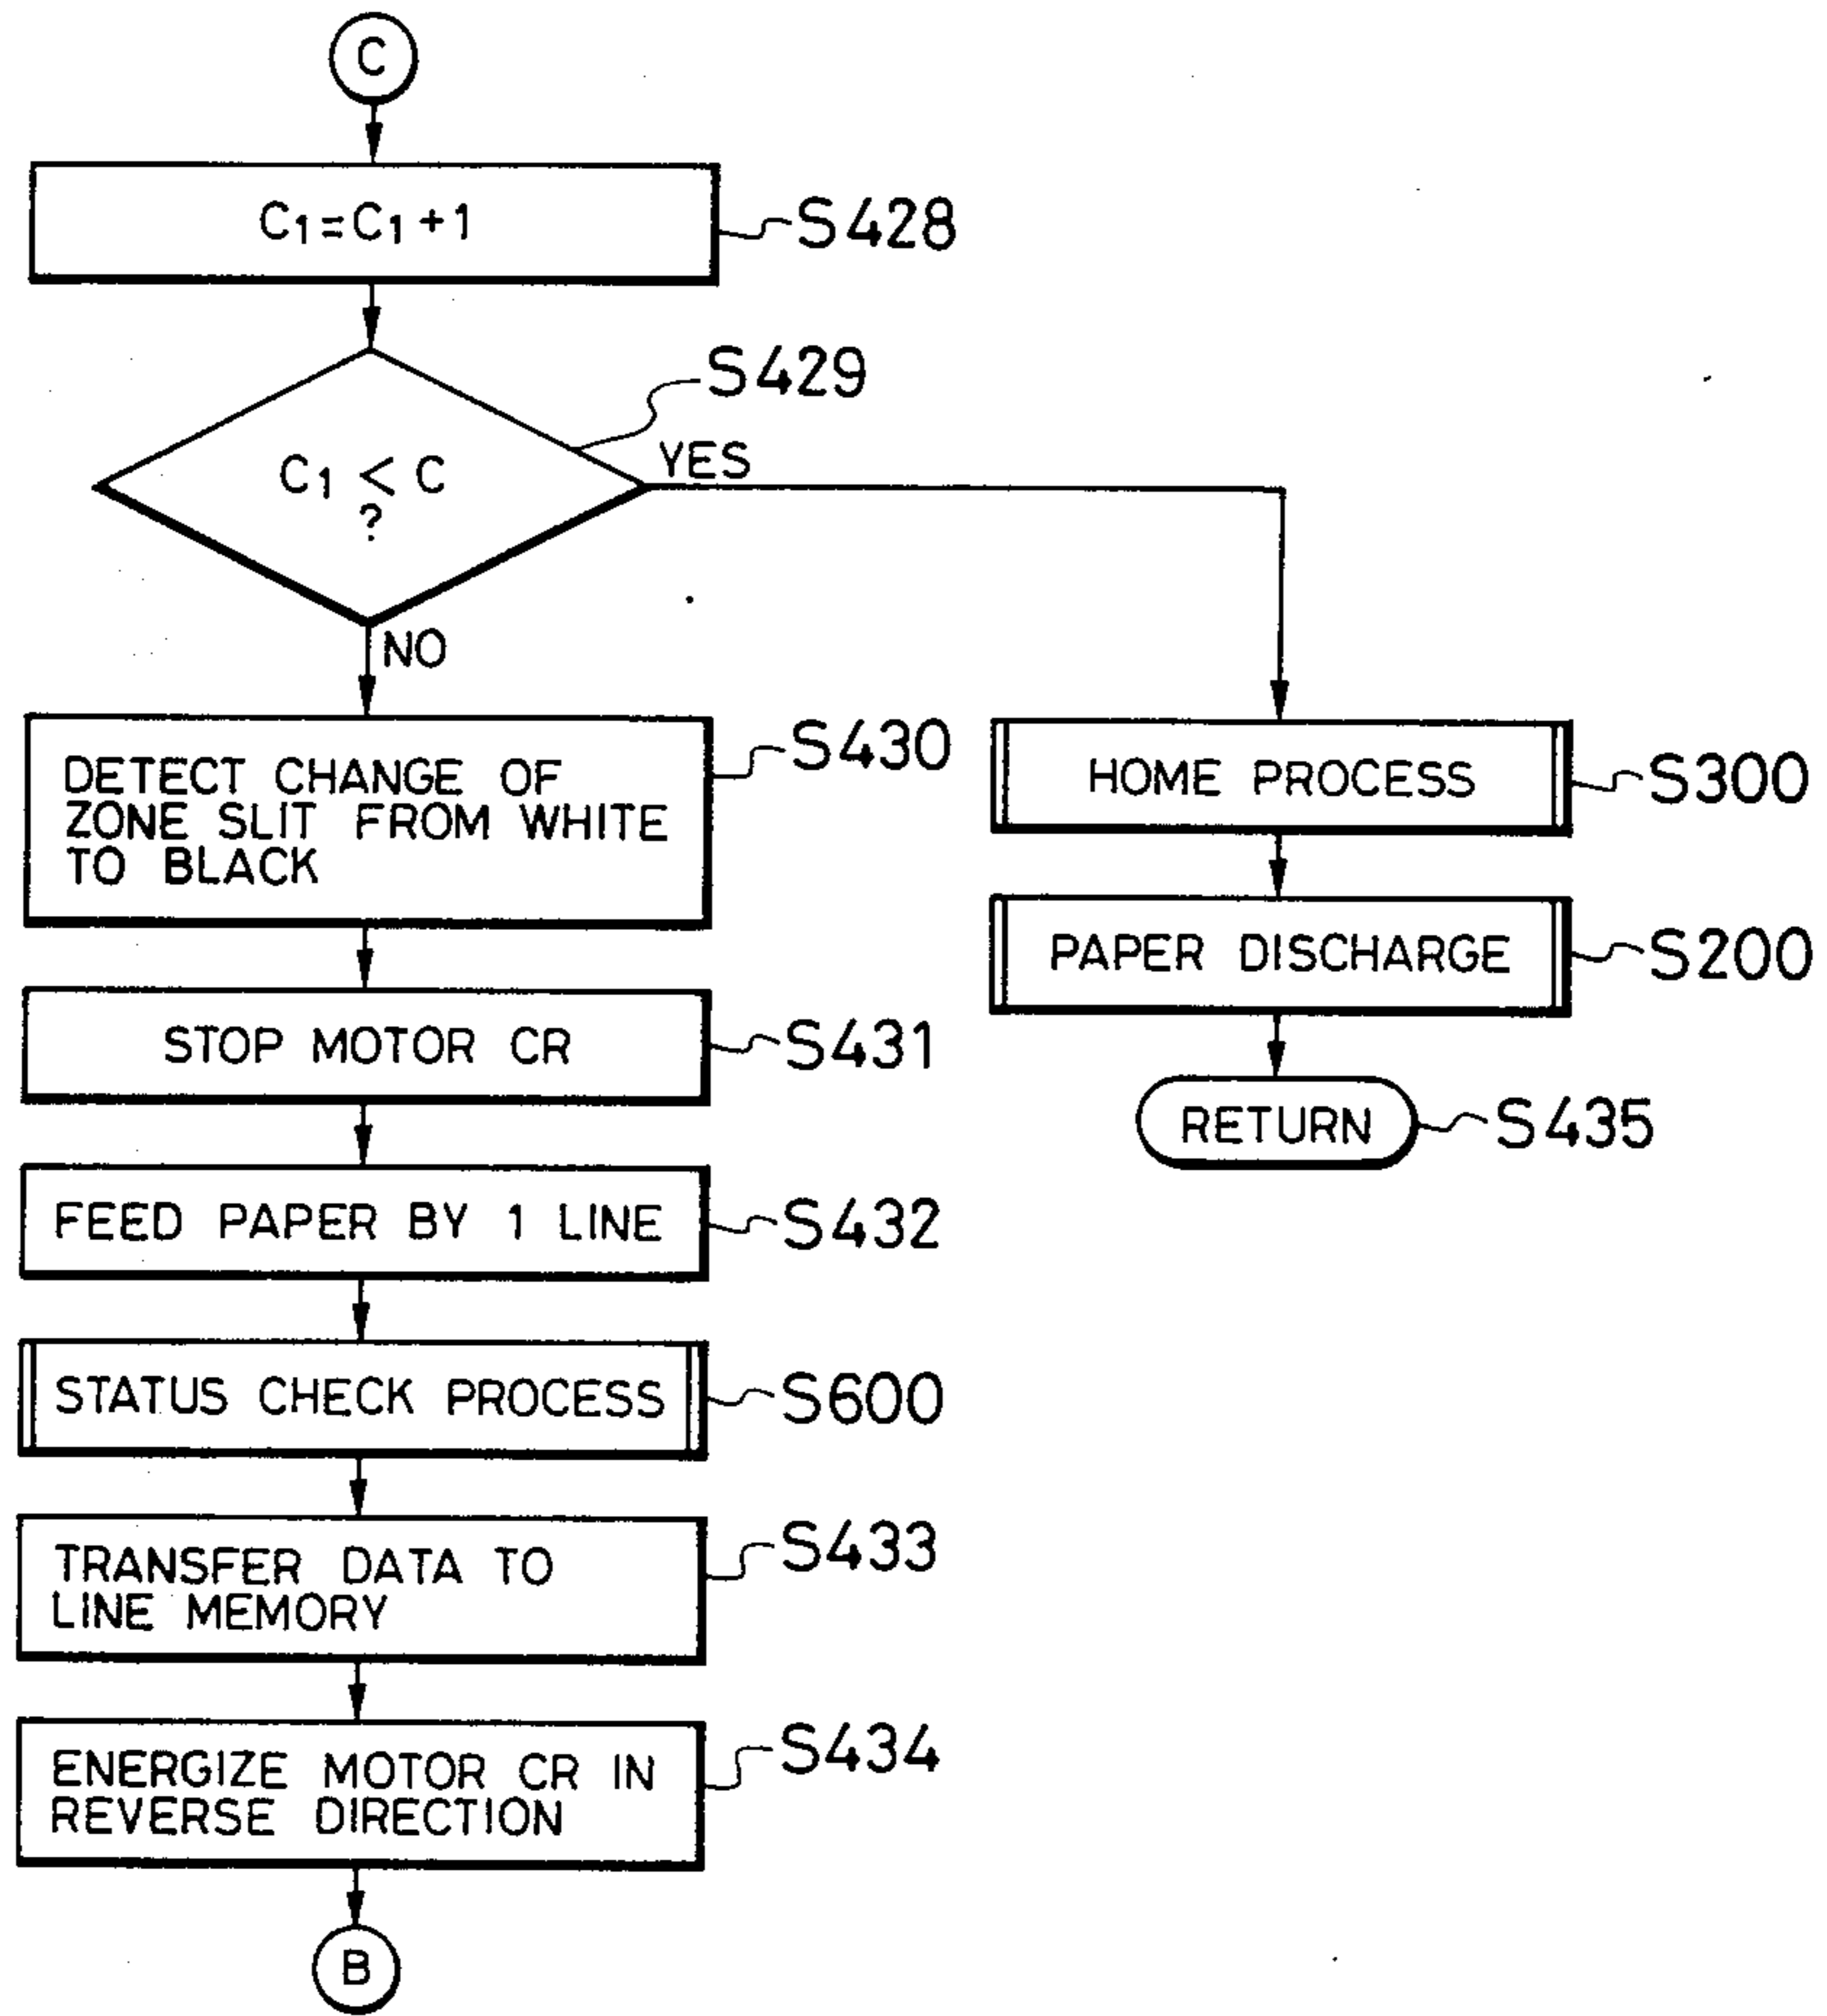 C
C1=C1+1
S428
S429
C1 < C
?
YES
NO
DETECT CHANGE OF
ZONE SLIT FROM WHITE
TO BLACK
S430
STOP MOTOR CR
S431
FEED PAPER BY 1 LINE
S432
STATUS CHECK PROCESS
S600
TRANSFER DATA TO
LINE MEMORY
S433
ENERGIZE MOTOR CR IN
REVERSE DIRECTION
S434
B
HOME PROCESS
S300
PAPER DISCHARGE
S200
RETURN
S435